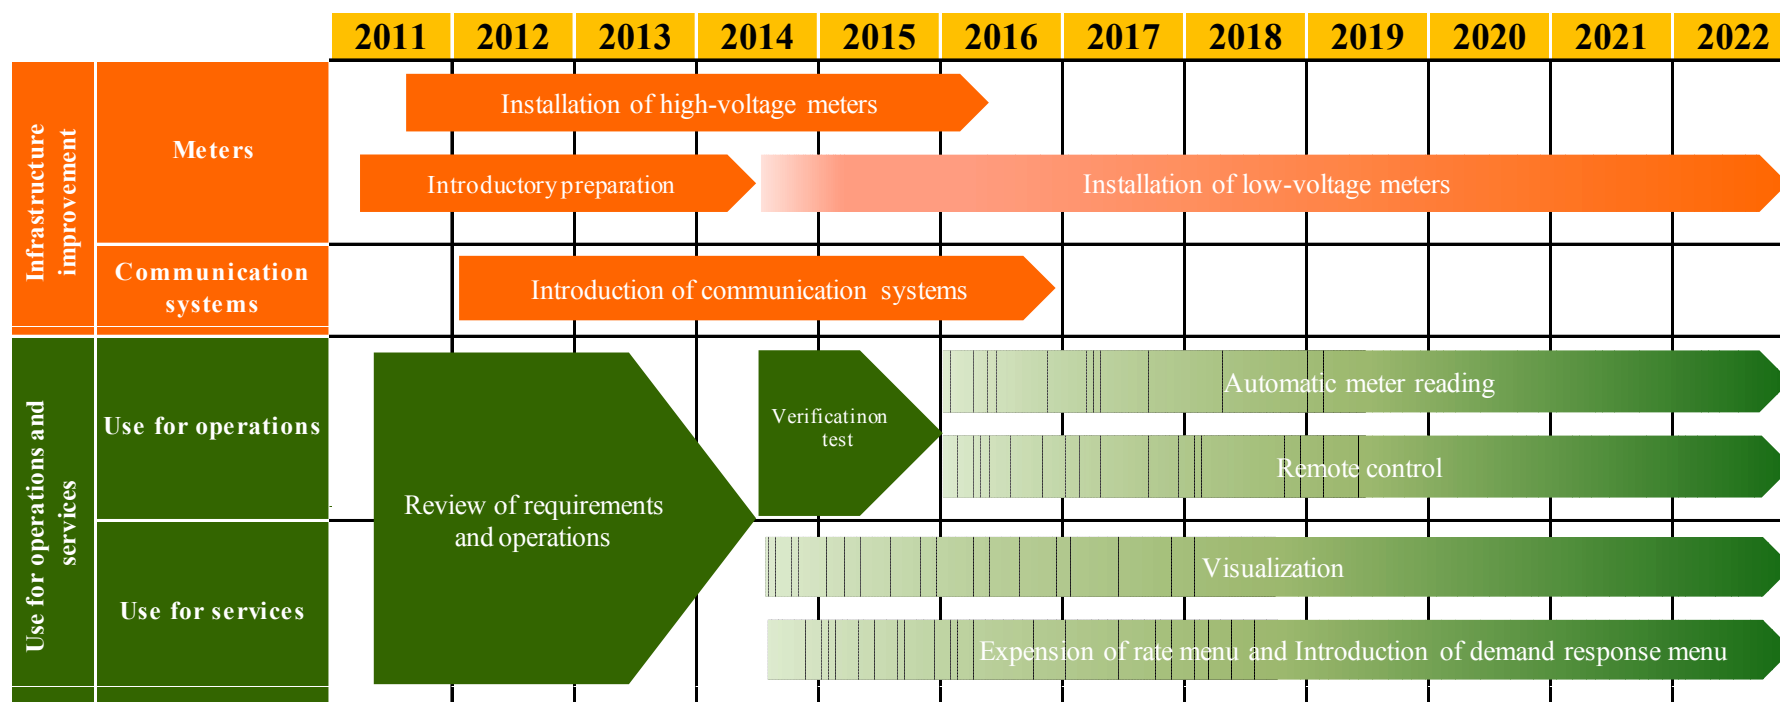 2011 2012 2013 2014 2015 2016 2017 2018 2019 2020 2021 2022
Infrastructure
improvement
Meters
Installation of high-voltage meters
Introductory preparation
Installation of low-voltage meters
Communication
systems
Introduction of communication systems
Use for operations and
services
Use for operations
Review of requirements
and operations
Verificatinon
test
Automatic meter reading
Remote control
Use for services
Visualization
Expension of rate menu and Introduction of demand response menu